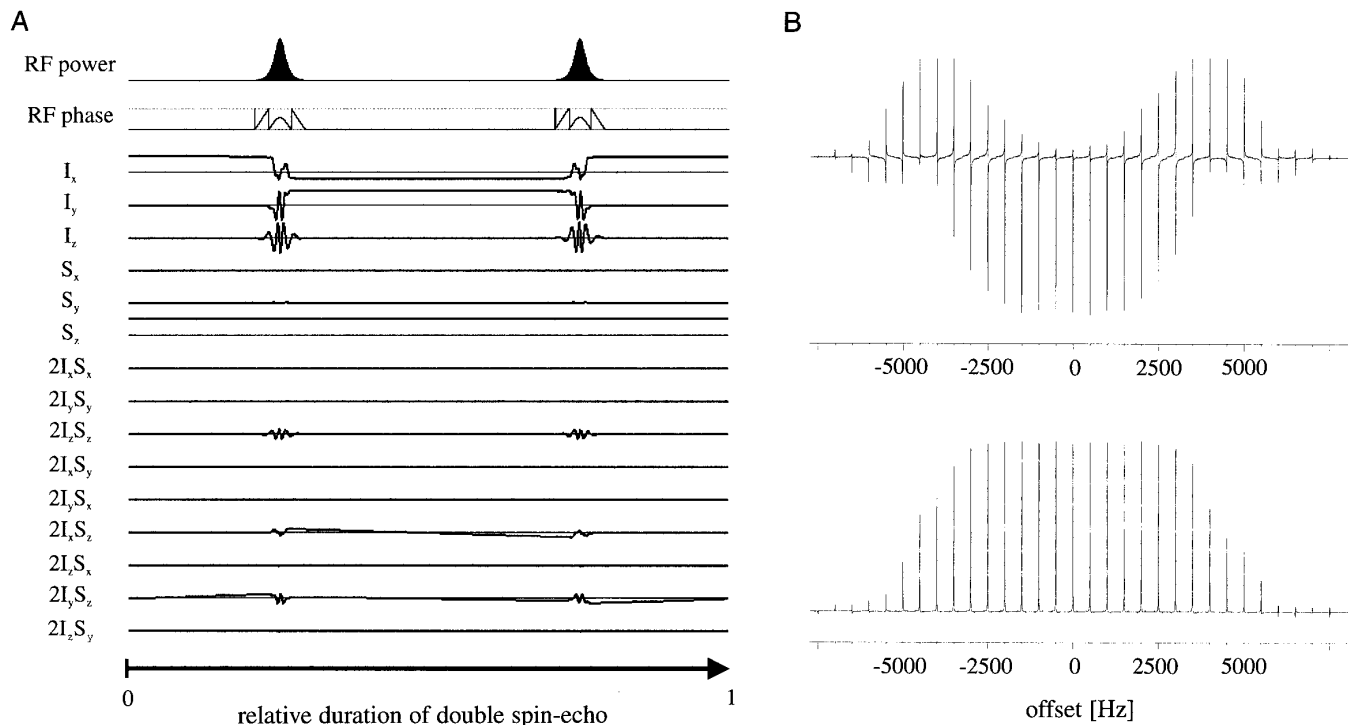 A
RF power
RF phase
I_x
I_y
I_z
S_x
S_y
S_z
2I_xS_x
2I_yS_y
2I_zS_z
2I_xS_y
2I_yS_x
2I_xS_z
2I_zS_x
2I_yS_z
2I_zS_y
0 1
relative duration of double spin-echo
B
-5000 -2500 0 2500 5000
-5000 -2500 0 2500 5000
offset [Hz]